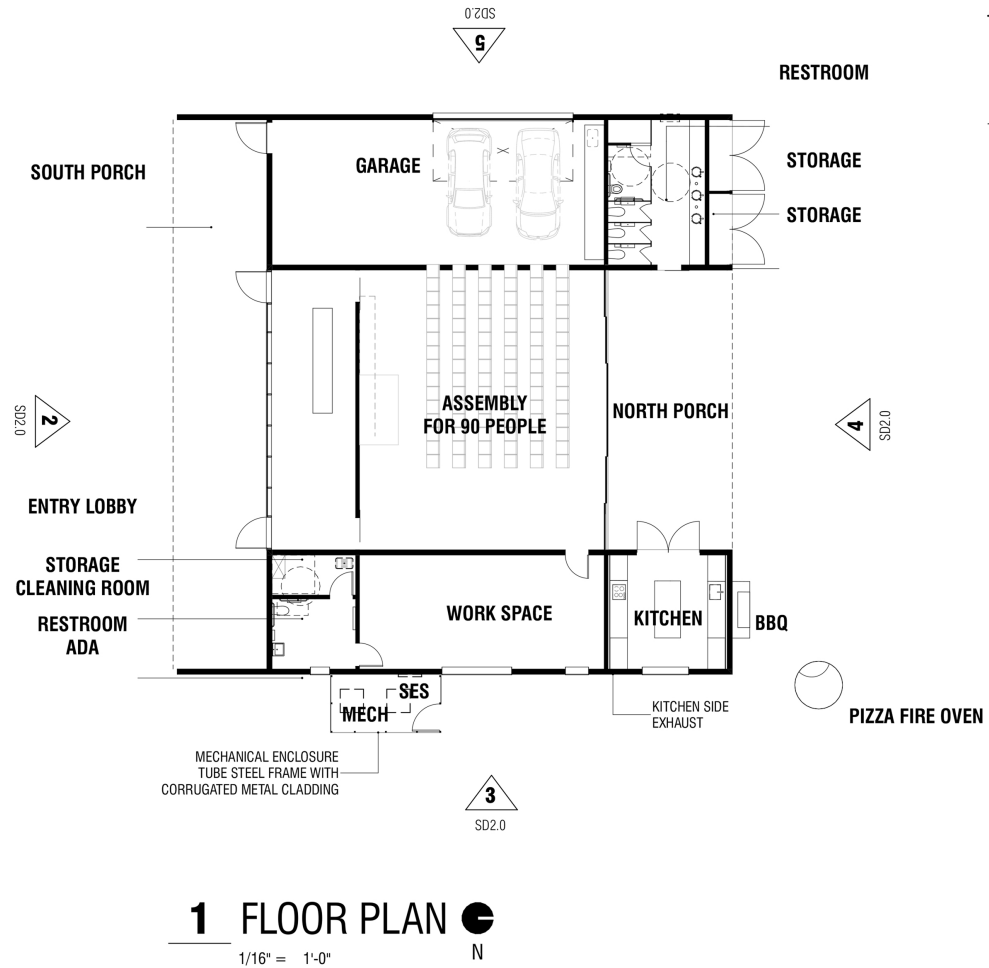 SD2.0
5
RESTROOM
SOUTH PORCH
GARAGE
STORAGE
STORAGE
ASSEMBLY
FOR 90 PEOPLE
NORTH PORCH
2
SD2.0
4
SD2.0
ENTRY LOBBY
STORAGE
CLEANING ROOM
RESTROOM
ADA
WORK SPACE
KITCHEN
BBQ
SES
MECH
KITCHEN SIDE
EXHAUST
PIZZA FIRE OVEN
MECHANICAL ENCLOSURE
TUBE STEEL FRAME WITH
CORRUGATED METAL CLADDING
3
SD2.0
1 FLOOR PLAN
N
1/16" = 1'-0"